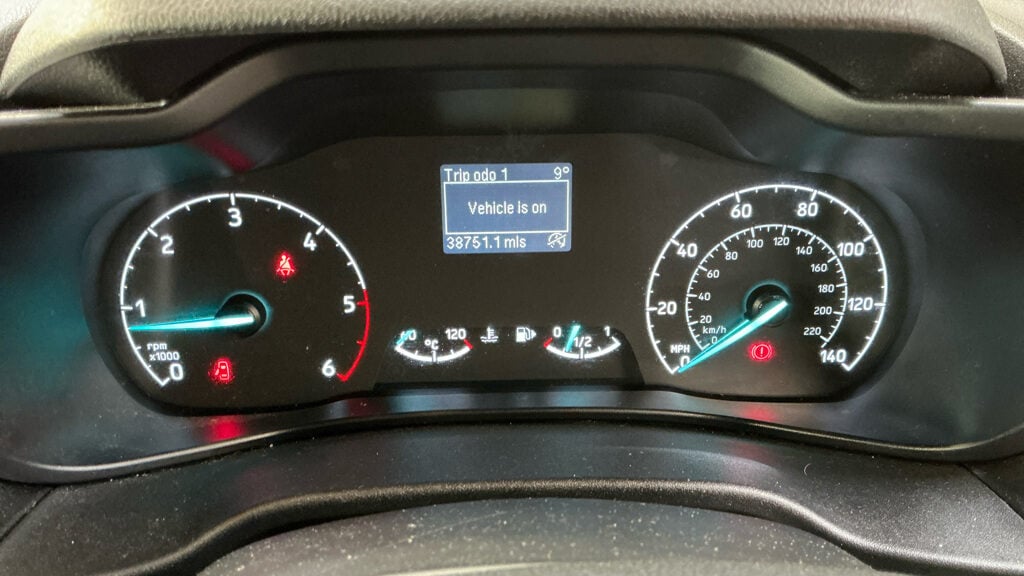 Trip odo 1 9°
Vehicle is on
38751.1 mls
0 1 2 3 4 5 6
rpm
x1000
120
°C
0 1/2 1
0 20 40 60 80 100 120 140
MPH
0 20 40 60 80 100 120 140 160 180 200 220
km/h